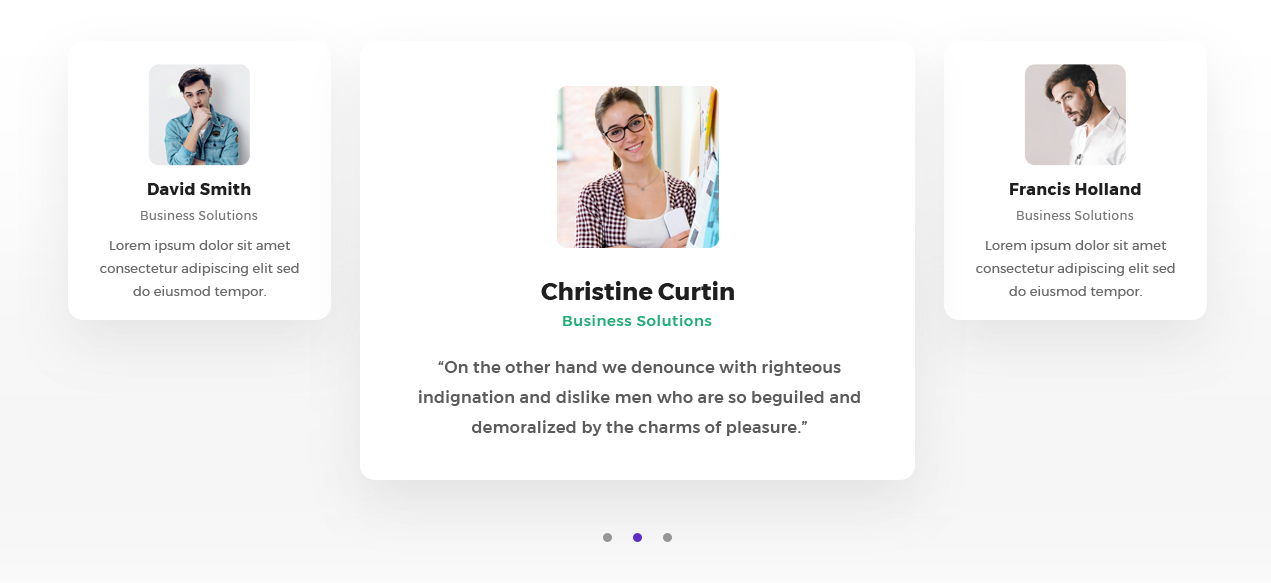 David Smith
Business Solutions
Lorem ipsum dolor sit amet
consectetur adipiscing elit sed
do eiusmod tempor.
Christine Curtin
Business Solutions
“On the other hand we denounce with righteous
indignation and dislike men who are so beguiled and
demoralized by the charms of pleasure.”
Francis Holland
Business Solutions
Lorem ipsum dolor sit amet
consectetur adipiscing elit sed
do eiusmod tempor.